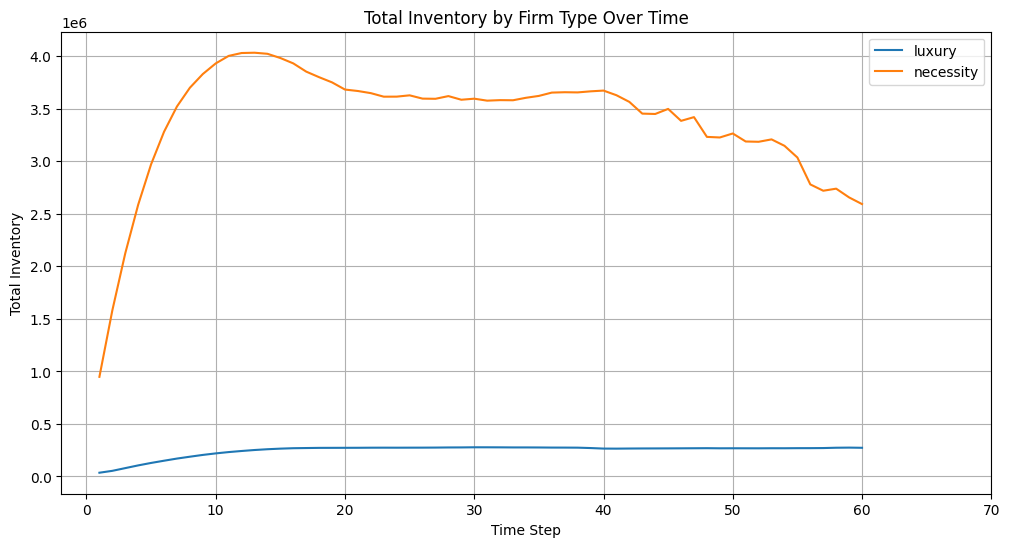 Total Inventory by Firm Type Over Time
1e6
luxury
necessity
4.0
3.5
3.0
2.5
2.0
1.5
1.0
0.5
0.0
Total Inventory
0 10 20 30 40 50 60 70
Time Step